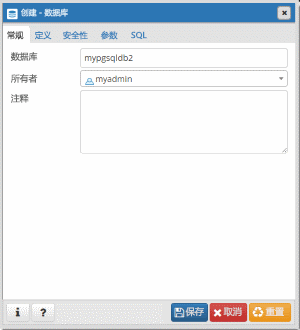 创建 - 数据库
常规 定义 安全性 参数 SQL
数据库 mypgsqldb2
所有者 myadmin
注释
i ? 保存 取消 重置